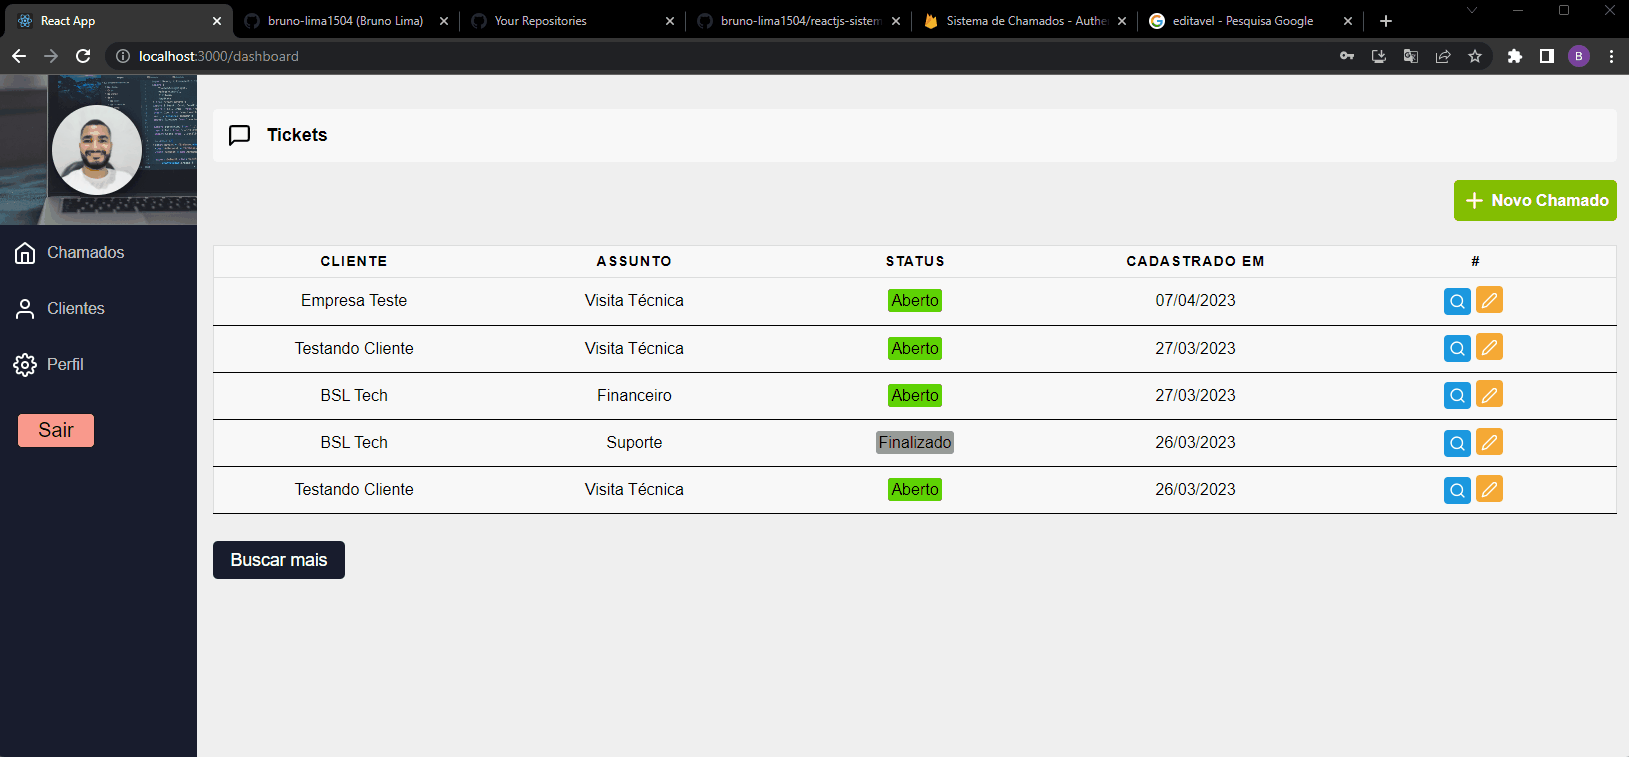 React App
bruno-lima1504 (Bruno Lima)
Your Repositories
bruno-lima1504/reactjs-sistem
Sistema de Chamados - Authe
editavel - Pesquisa Google
localhost:3000/dashboard
B
Chamados
Clientes
Perfil
Sair
Tickets
Novo Chamado
CLIENTE ASSUNTO STATUS CADASTRADO EM #
Empresa Teste Visita Técnica Aberto 07/04/2023
Testando Cliente Visita Técnica Aberto 27/03/2023
BSL Tech Financeiro Aberto 27/03/2023
BSL Tech Suporte Finalizado 26/03/2023
Testando Cliente Visita Técnica Aberto 26/03/2023
Buscar mais